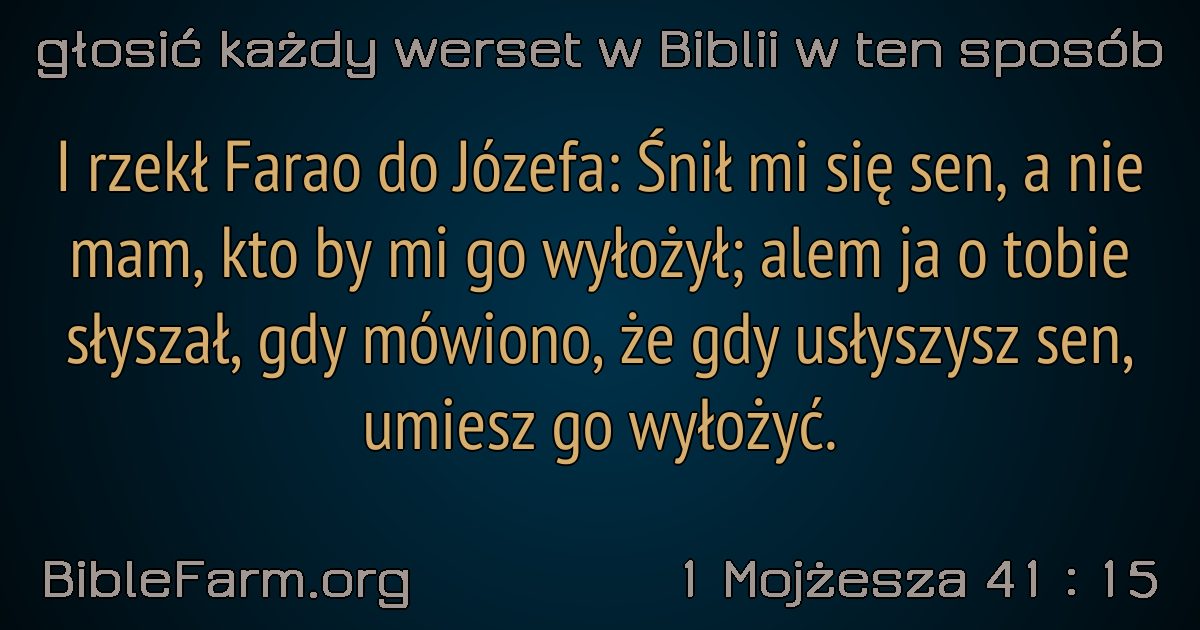 głosić każdy werset w Biblii w ten sposób
I rzekł Farao do Józefa: Śnił mi się sen, a nie
mam, kto by mi go wyłożył; alem ja o tobie
słyszał, gdy mówiono, że gdy usłyszysz sen,
umiesz go wyłożyć.
BibleFarm.org
1 Mojżesza 41 : 15